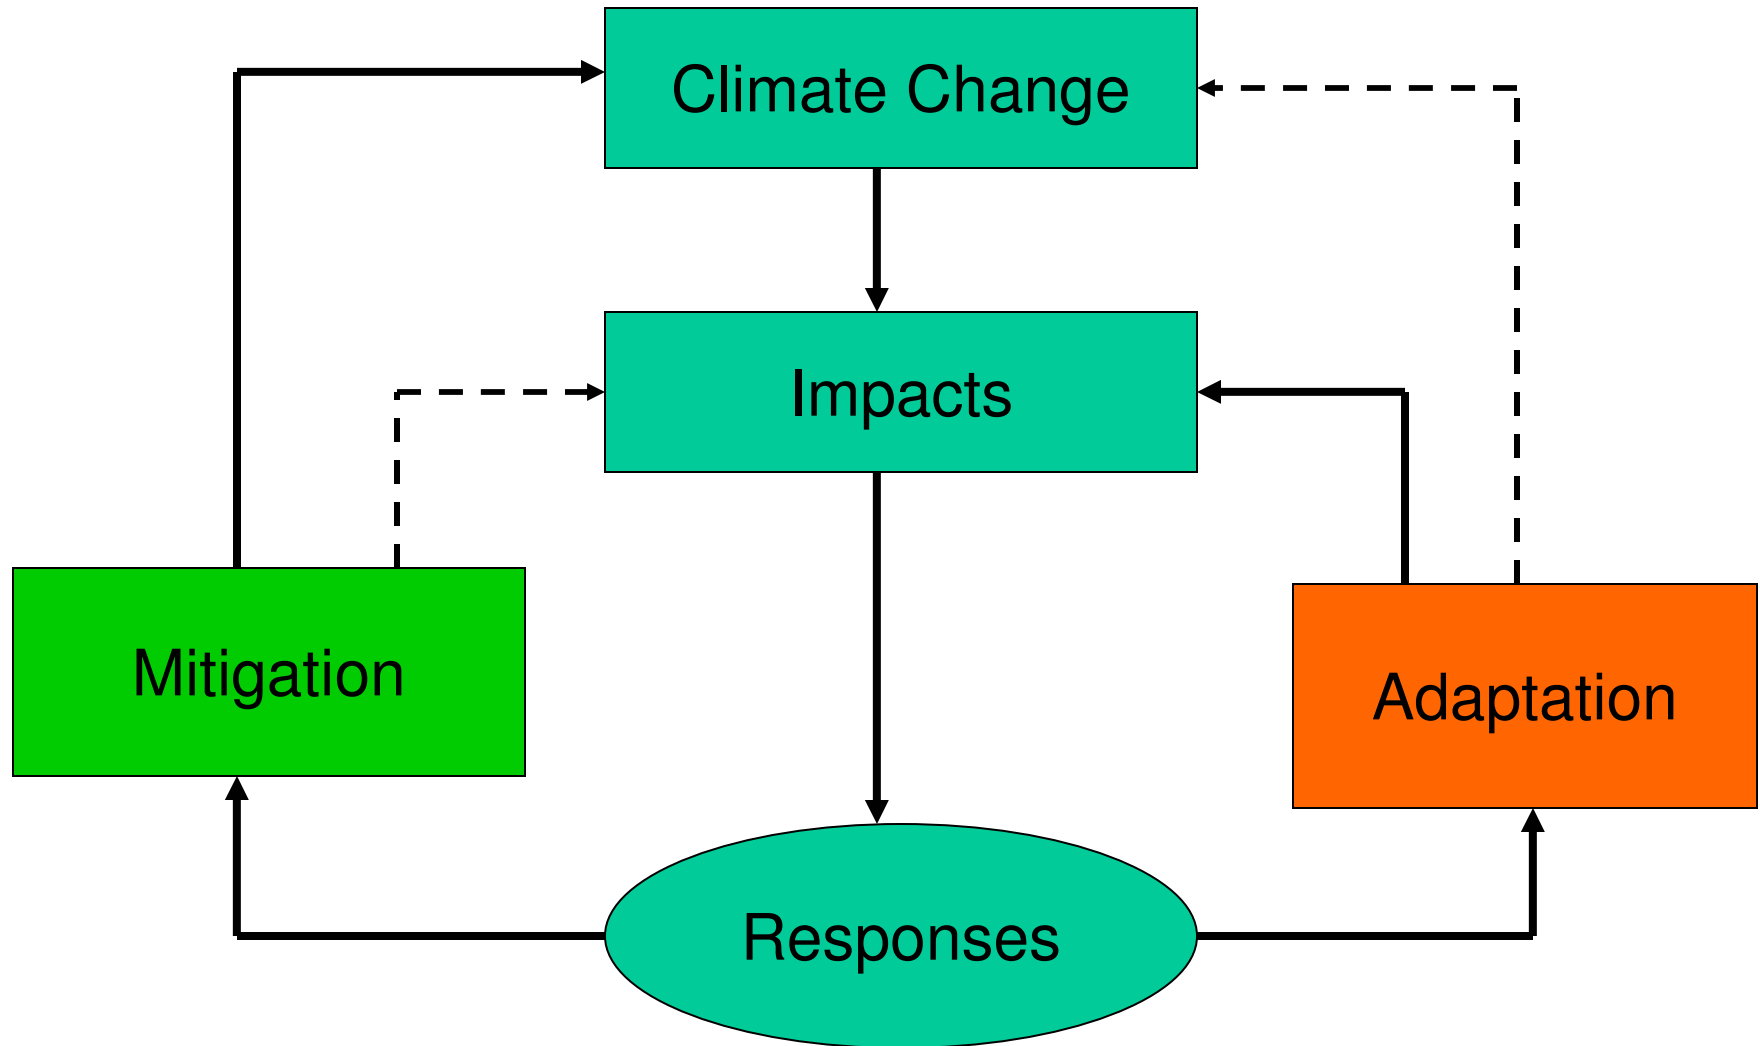 Climate Change
Impacts
Mitigation
Adaptation
Responses